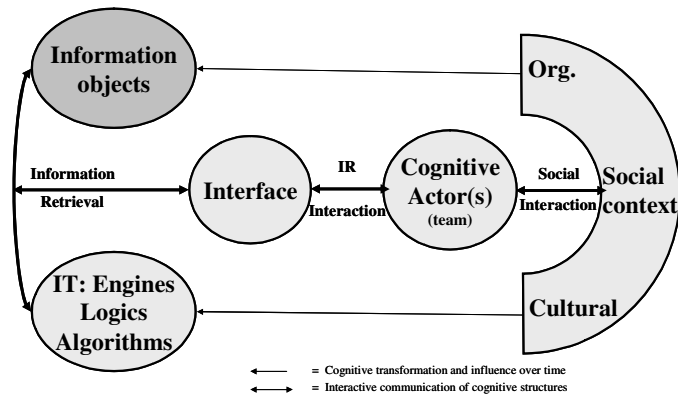 Information
objects
Org.
Information
Retrieval
Interface
IR
Interaction
Cognitive
Actor(s)
(team)
Social
Interaction
Social
context
IT: Engines
Logics
Algorithms
Cultural
= Cognitive transformation and influence over time
= Interactive communication of cognitive structures